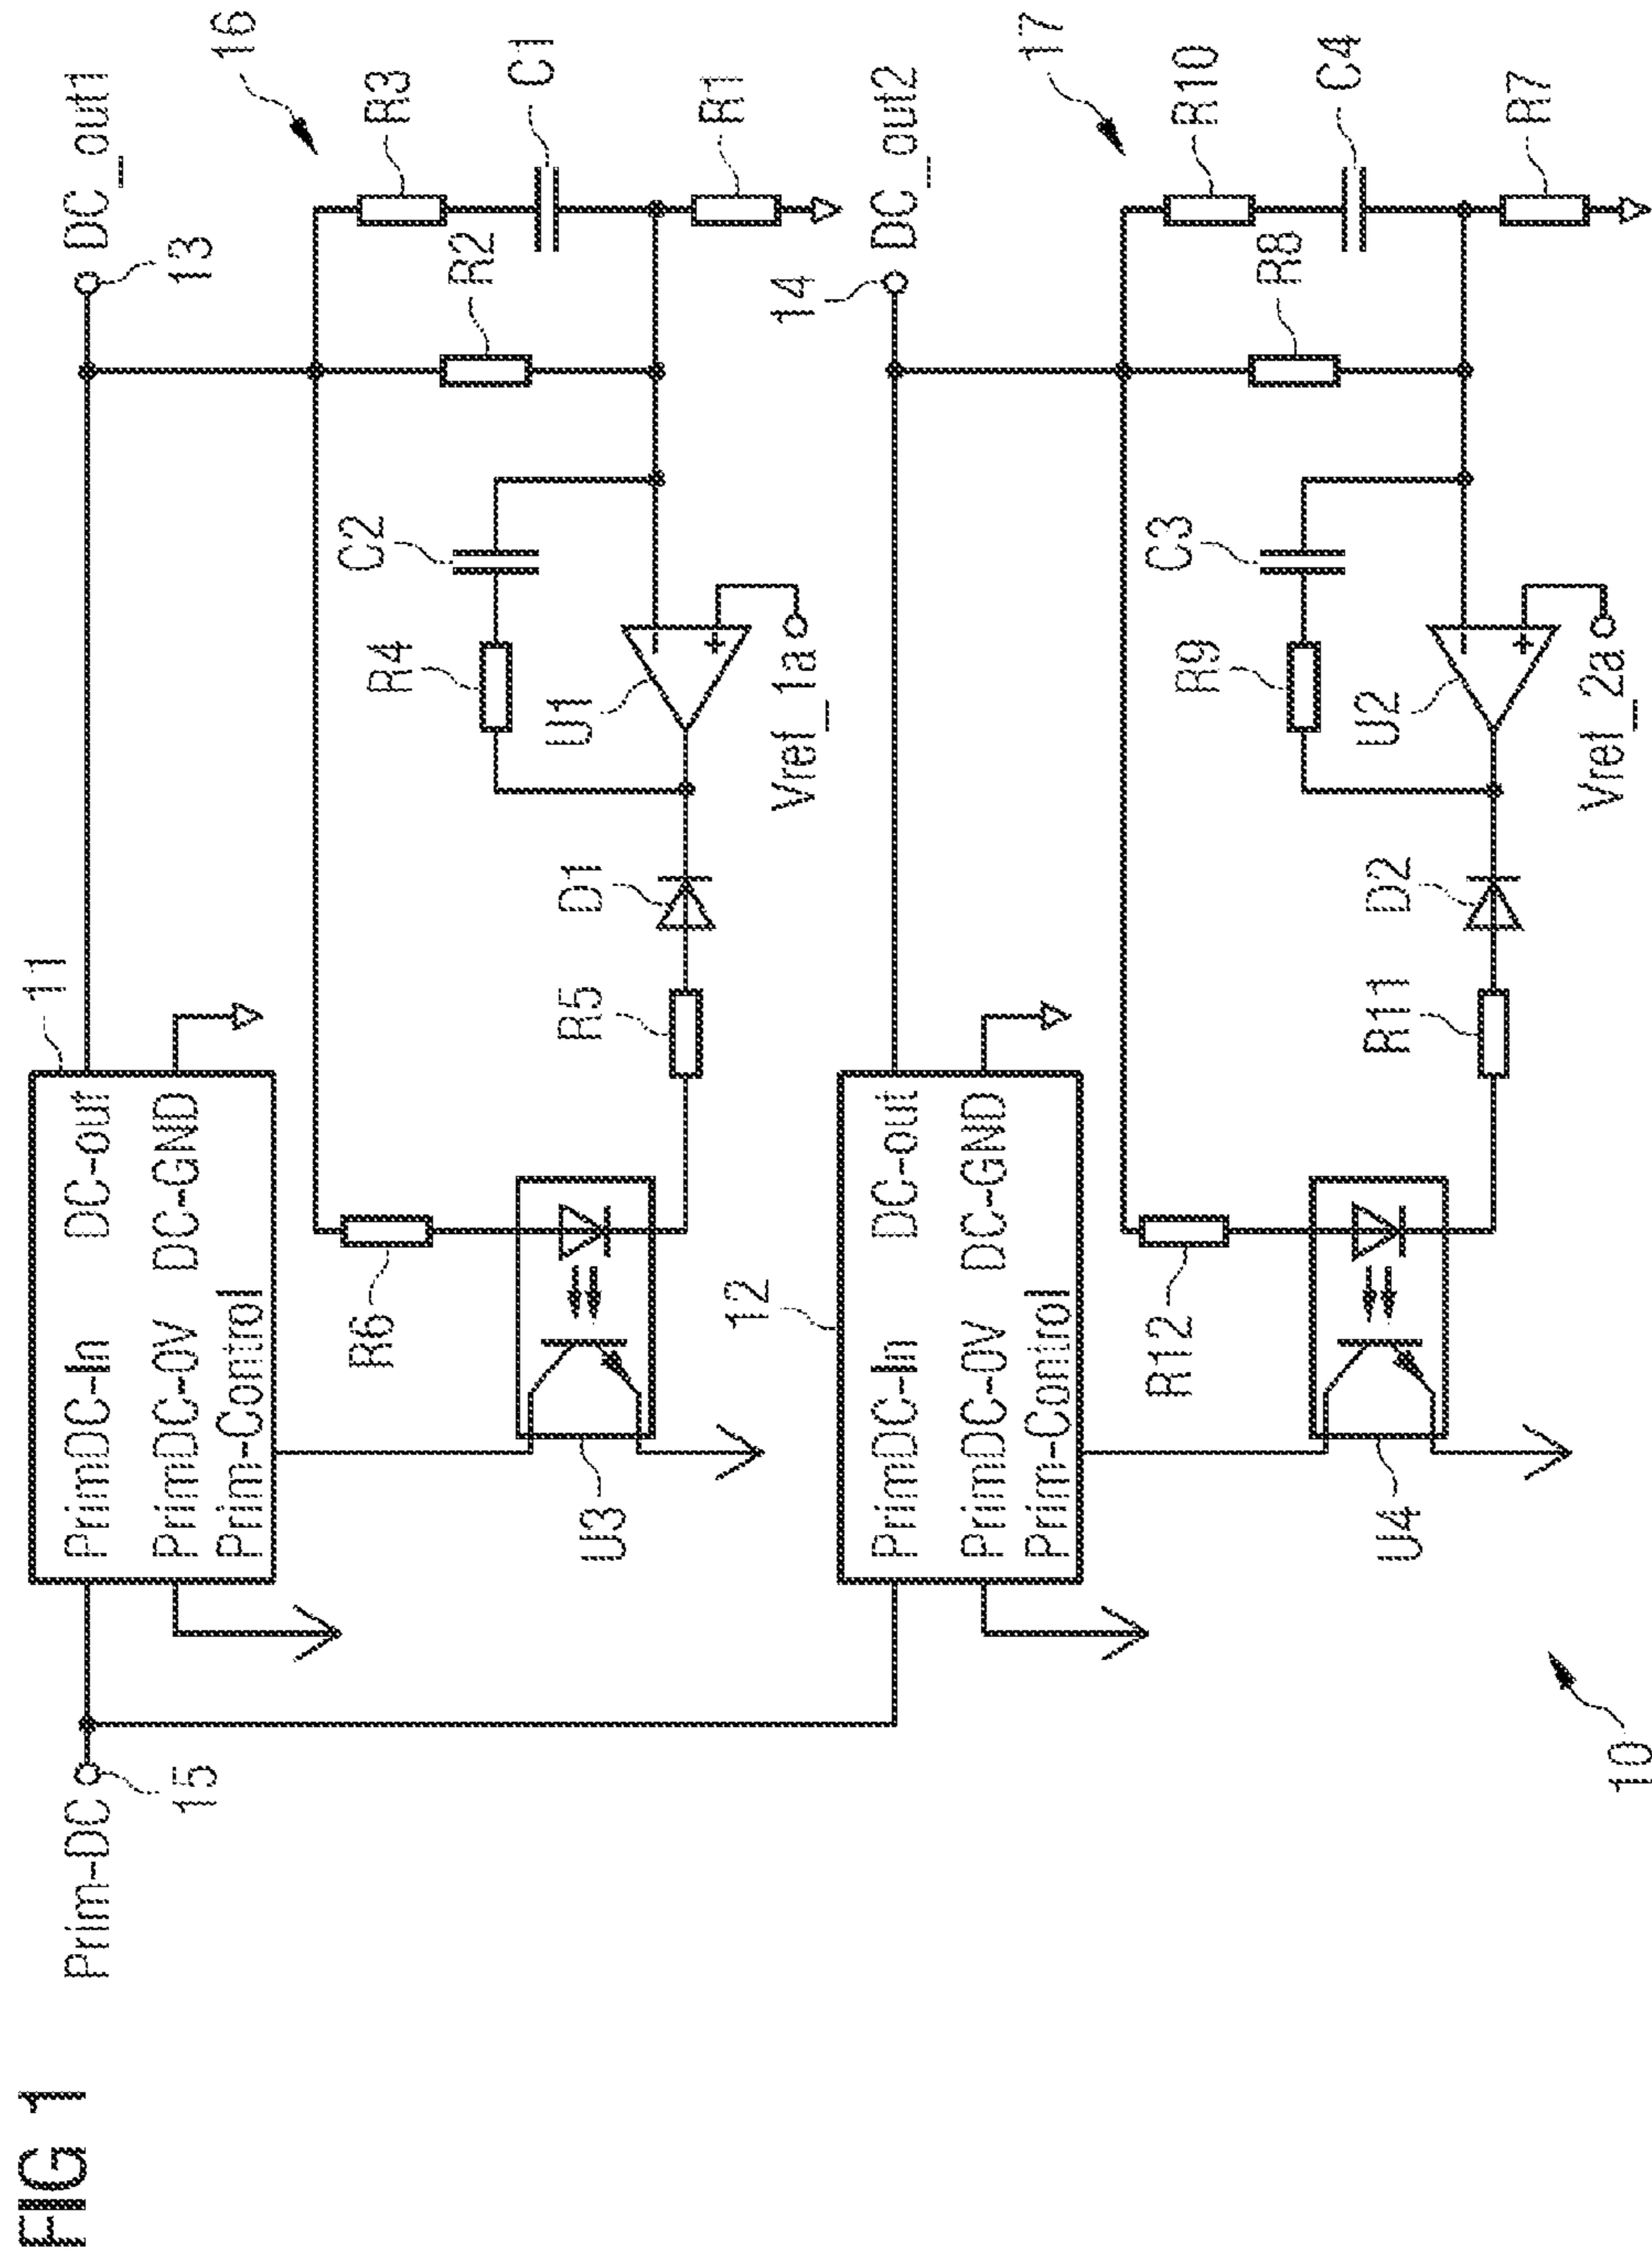 FIG 1
Prim-DC
15
11
PrimDC-In DC-out
PrimDC-0V DC-GND
Prim-Control
13
DC_out1
16
R6
U3
R5
D1
R4
C2
U1
Vref_1a
R2
R3
C1
R1
12
PrimDC-In DC-out
PrimDC-0V DC-GND
Prim-Control
14
DC_out2
17
R12
U4
R11
D2
R9
C3
U2
Vref_2a
R8
R10
C4
R7
10